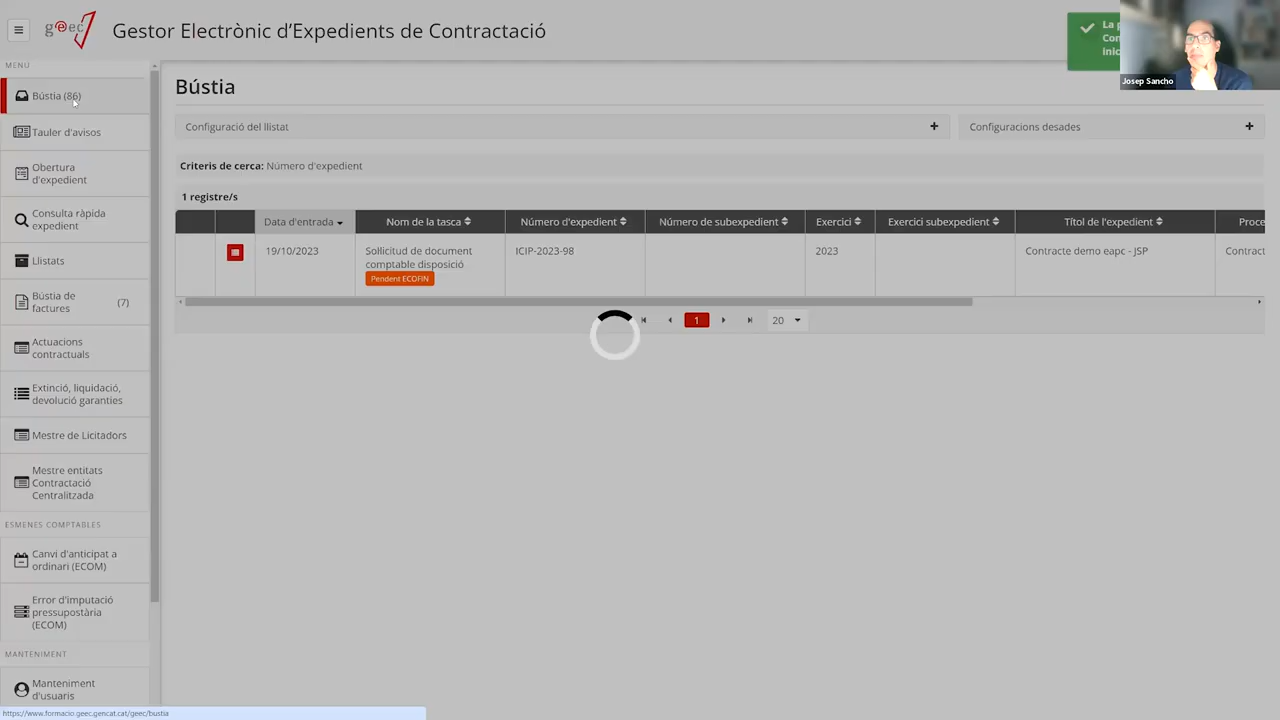 geec
Gestor Electrònic d'Expedients de Contractació
La p
Con
inic
Josep Sancho
MENÚ
Bústia (86)
Tauler d'avisos
Obertura
d'expedient
Consulta ràpida
expedient
Llistats
Bústia de
factures
(7)
Actuacions
contractuals
Extinció, liquidació,
devolució garanties
Mestre de Licitadors
Mestre entitats
Contractació
Centralitzada
ESMENES COMPTABLES
Canvi d'anticipat a
ordinari (ECOM)
Error d'imputació
pressupostària
(ECOM)
MANTENIMENT
Manteniment
d'usuaris
Bústia
Configuració del llistat
Configuracions desades
Criteris de cerca: Número d'expedient
1 registre/s
Data d'entrada
Nom de la tasca
Número d'expedient
Número de subexpedient
Exercici
Exercici subexpedient
Títol de l'expedient
Proce
19/10/2023
Sol·licitud de document
comptable disposició
Pendent ECOFIN
ICIP-2023-98
2023
Contracte demo eapc - JSP
Contract
1
20
https://www.formacio.geec.gencat.cat/geec/bustia